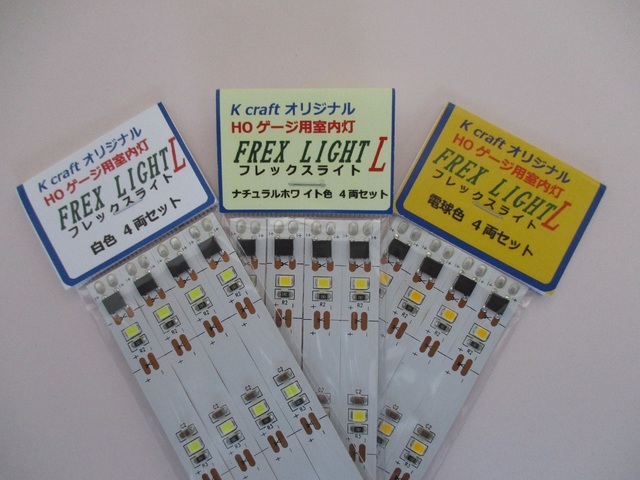 K craft オリジナル
HO ゲージ用室内灯
FREX LIGHT L
フレックスライト
白色 4両セット
K craft オリジナル
HO ゲージ用室内灯
FREX LIGHT L
フレックスライト
ナチュラルホワイト色 4両セット
K craft オリジナル
HO ゲージ用室内灯
FREX LIGHT L
フレックスライト
電球色 4両セット